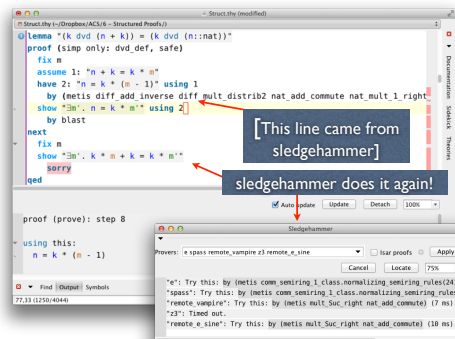 Struct.thy (modified)
Struct.thy (~/Dropbox/ACS/6 – Structured Proofs/)
lemma "(k dvd (n + k)) = (k dvd (n::nat))"
proof (simp only: dvd_def, safe)
fix m
assume 1: "n + k = k * m"
have 2: "n = k * (m - 1)" using 1
by (metis diff_add_inverse diff_mult_distrib2 nat_add_commute nat_mult_1_right
show "∃m'. n = k * m'" using 2
by blast
next
fix m
show "∃m'. k * m + k = k * m'"
sorry
qed
[This line came from
sledgehammer]
sledgehammer does it again!
Documentation
Sidekick
Theories
Auto update
Update
Detach
100%
proof (prove): step 8
using this:
n = k * (m - 1)
Find
Output
Symbols
77,33 (1250/4044)
Sledgehammer
Provers: e spass remote_vampire z3 remote_e_sine
Isar proofs
Apply
Cancel
Locate
75%
"e": Try this: by (metis comm_semiring_1_class.normalizing_semiring_rules(24)
"spass": Try this: by (metis comm_semiring_1_class.normalizing_semiring_rules
"remote_vampire": Try this: by (metis mult_Suc_right nat_add_commute) (7 ms).
"z3": Timed out.
"remote_e_sine": Try this: by (metis mult_Suc_right nat_add_commute) (10 ms).